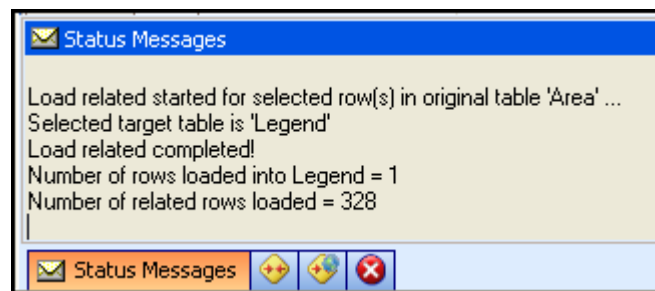 Status Messages
Load related started for selected row(s) in original table 'Area' ...
Selected target table is 'Legend'
Load related completed!
Number of rows loaded into Legend = 1
Number of related rows loaded = 328
Status Messages